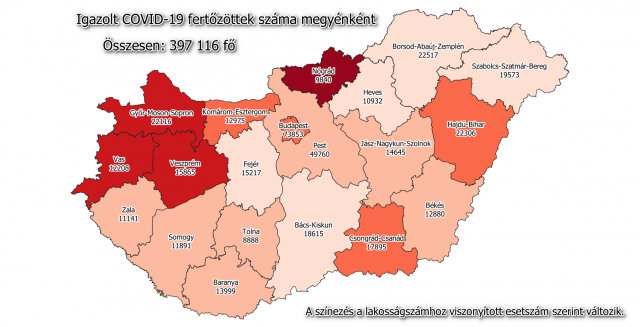 Igazolt COVID-19 fertőzöttek száma megyénként
Összesen: 397 116 fő
Borsod-Abaúj-Zemplén
22517
Szabolcs-Szatmár-Bereg
19573
Nógrád
9840
Heves
10932
Győr-Moson-Sopron
22116
Komárom-Esztergom
12975
Budapest
73853
Hajdú-Bihar
22306
Pest
49760
Jász-Nagykun-Szolnok
14645
Vas
12208
Veszprém
15865
Fejér
15217
Zala
11141
Somogy
11891
Tolna
8888
Bács-Kiskun
18615
Békés
12880
Csongrád-Csanád
17895
Baranya
13999
A színezés a lakosságszámhoz viszonyított esetszám szerint változik.